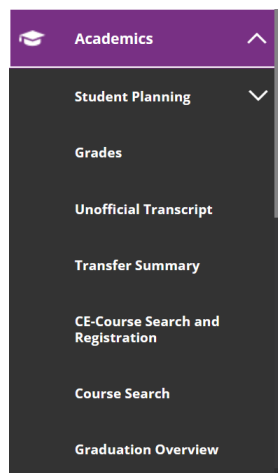 Academics
Student Planning
Grades
Unofficial Transcript
Transfer Summary
CE-Course Search and
Registration
Course Search
Graduation Overview